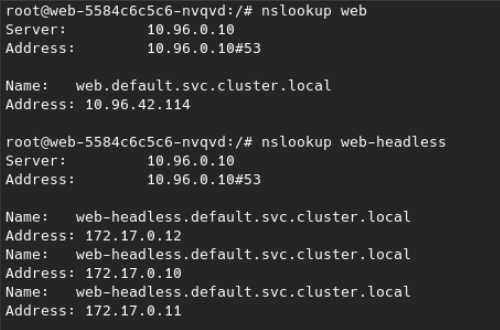 root@web-5584c6c5c6-nvqvd:/# nslookup web
Server:         10.96.0.10
Address:        10.96.0.10#53
Name:   web.default.svc.cluster.local
Address: 10.96.42.114
root@web-5584c6c5c6-nvqvd:/# nslookup web-headless
Server:         10.96.0.10
Address:        10.96.0.10#53
Name:   web-headless.default.svc.cluster.local
Address: 172.17.0.12
Name:   web-headless.default.svc.cluster.local
Address: 172.17.0.10
Name:   web-headless.default.svc.cluster.local
Address: 172.17.0.11